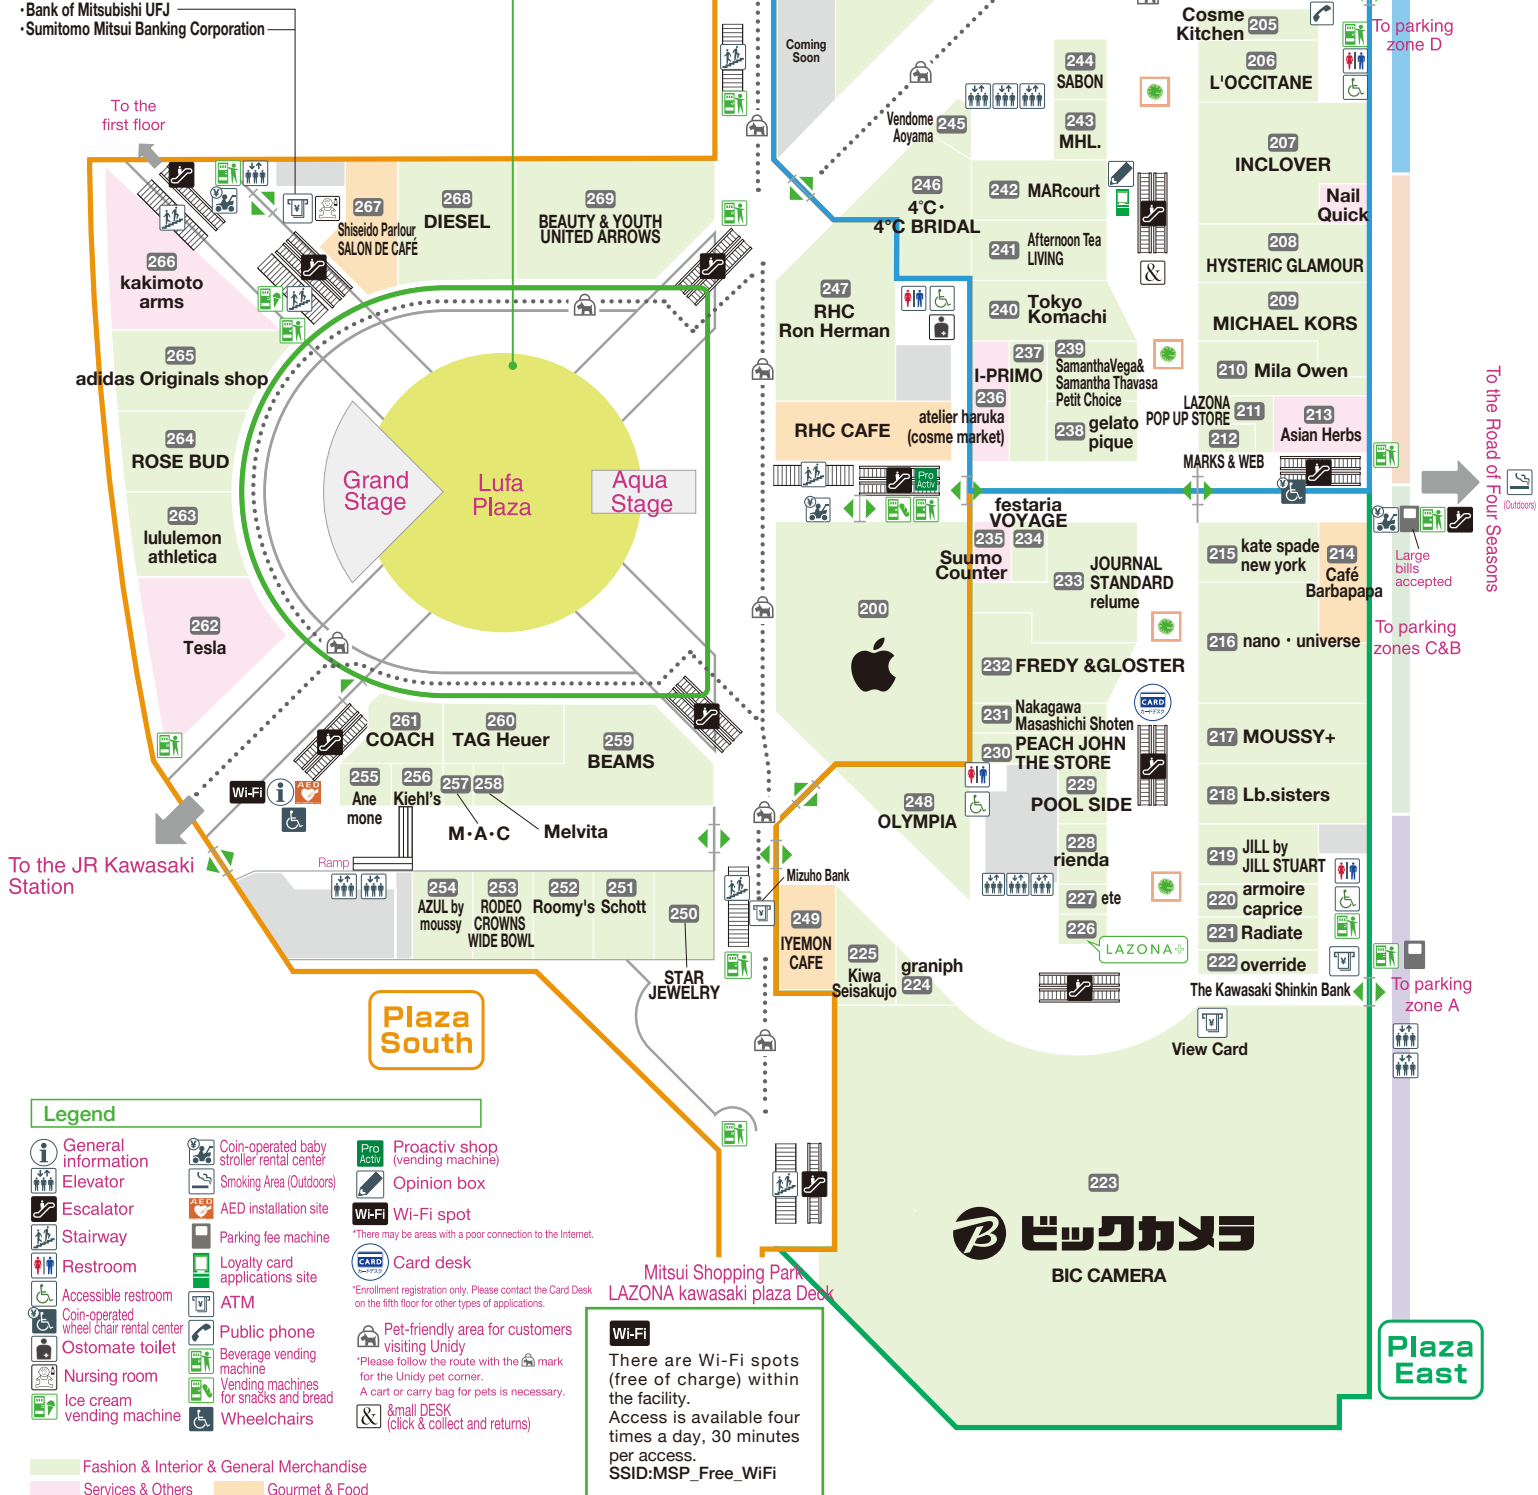 ・Bank of Mitsubishi UFJ
・Sumitomo Mitsui Banking Corporation
To the
first floor
Coming
Soon
Cosme
Kitchen 205
To parking
zone D
244
SABON
206
L'OCCITANE
Vendome
Aoyama 245
243
MHL.
207
INCLOVER
246
4℃・
4℃ BRIDAL
242 MARcourt
Nail
Quick
267
Shiseido Parlour
SALON DE CAFÉ
268
DIESEL
269
BEAUTY & YOUTH
UNITED ARROWS
241 Afternoon Tea
LIVING
&
208
HYSTERIC GLAMOUR
266
kakimoto
arms
247
RHC
Ron Herman
240 Tokyo
Komachi
209
MICHAEL KORS
265
adidas Originals shop
237
I-PRIMO
236
atelier haruka
(cosme market)
239
SamanthaVega&
Samantha Thavasa
Petit Choice
210 Mila Owen
RHC CAFE
238 gelato
pique
LAZONA
POP UP STORE 211
212
MARKS & WEB
213
Asian Herbs
To the Road of Four Seasons
264
ROSE BUD
Grand
Stage
Lufa
Plaza
Aqua
Stage
Pro
Activ
(Outdoors)
263
lululemon
athletica
festaria
VOYAGE
235
234
Suumo
Counter
233
JOURNAL
STANDARD
relume
215 kate spade
new york
214
Café
Barbapapa
Large
bills
accepted
262
Tesla
200
216 nano・universe
To parking
zones C&B
232 FREDY &GLOSTER
CARD
カードデスク
261
COACH
260
TAG Heuer
259
BEAMS
231 Nakagawa
Masashichi Shoten
217 MOUSSY+
230 PEACH JOHN
THE STORE
255
Ane
mone
256
Kiehl's
257
258
M・A・C
Melvita
Wi-Fi
AED
229
POOL SIDE
248
OLYMPIA
218 Lb.sisters
To the JR Kawasaki
Station
Ramp
228
rienda
219 JILL by
JILL STUART
Mizuho Bank
254
AZUL by
moussy
253
RODEO
CROWNS
WIDE BOWL
252
Roomy's
251
Schott
250
STAR
JEWELRY
249
IYEMON
CAFE
227 ete
220 armoire
caprice
226
LAZONA
221 Radiate
225
Kiwa
Seisakujo
graniph
224
222 override
The Kawasaki Shinkin Bank
To parking
zone A
Plaza
South
View Card
223
ビックカメラ
BIC CAMERA
Legend
General
information
Elevator
Escalator
Stairway
Restroom
Accessible restroom
Coin-operated
wheel chair rental center
Ostomate toilet
Nursing room
Ice cream
vending machine
Coin-operated baby
stroller rental center
Smoking Area (Outdoors)
AED
AED installation site
Parking fee machine
Loyalty card
applications site
ATM
Public phone
Beverage vending
machine
Vending machines
for snacks and bread
Wheelchairs
Pro
Activ
Proactiv shop
(vending machine)
Opinion box
Wi-Fi
Wi-Fi spot
*There may be areas with a poor connection to the Internet.
CARD
カードデスク
Card desk
*Enrollment registration only. Please contact the Card Desk
on the fifth floor for other types of applications.
Pet-friendly area for customers
visiting Unidy
*Please follow the route with the mark
for the Unidy pet corner.
A cart or carry bag for pets is necessary.
&
&mall DESK
(click & collect and returns)
Fashion & Interior & General Merchandise
Services & Others
Gourmet & Food
Mitsui Shopping Park
LAZONA kawasaki plaza Deck
Wi-Fi
There are Wi-Fi spots
(free of charge) within
the facility.
Access is available four
times a day, 30 minutes
per access.
SSID:MSP_Free_WiFi
Plaza
East